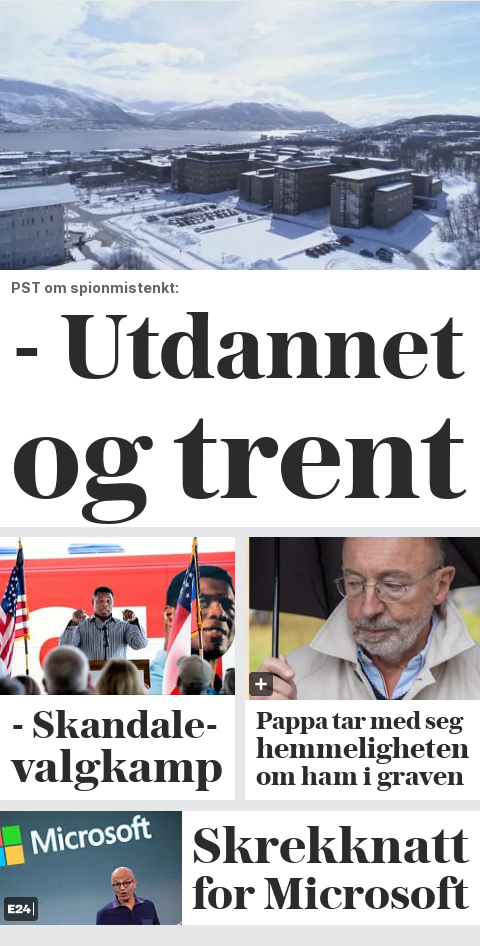 PST om spionmistenkt:
- Utdannet
og trent
- Skandale-
valgkamp
Pappa tar med seg
hemmeligheten
om ham i graven
Microsoft
E24
Skrekknatt
for Microsoft